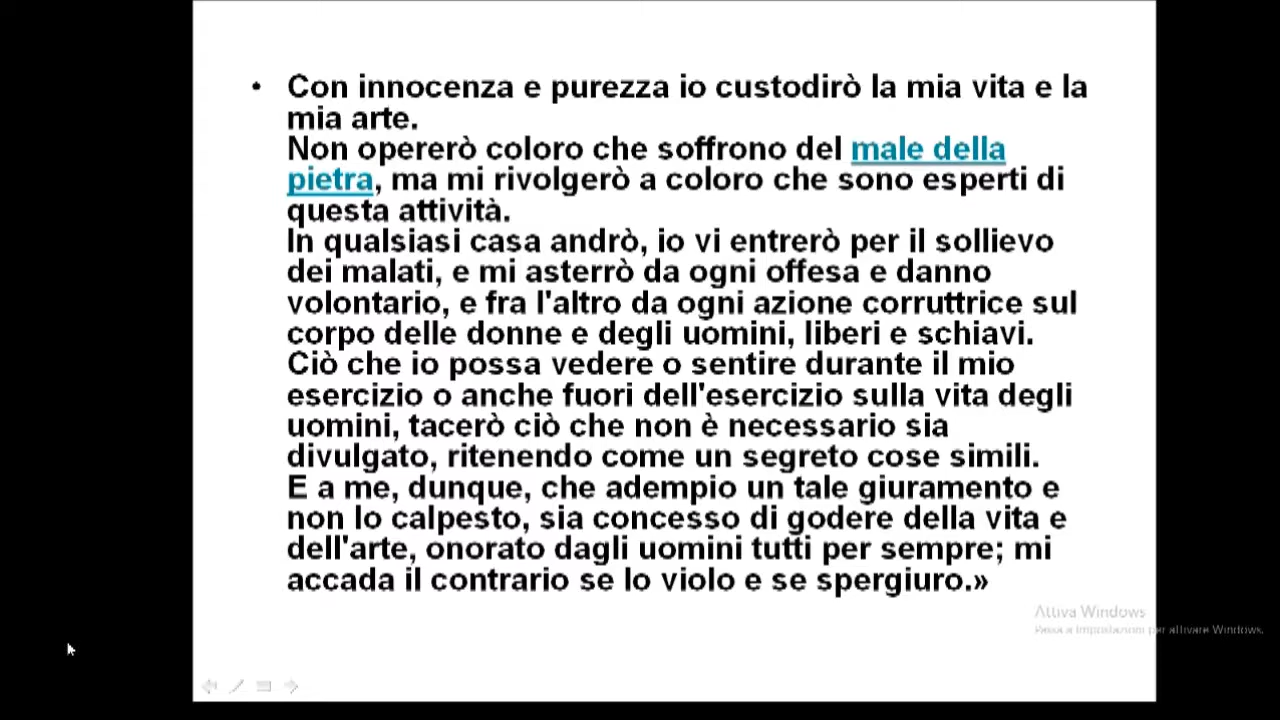 • Con innocenza e purezza io custodirò la mia vita e la
mia arte.
Non opererò coloro che soffrono del male della
pietra, ma mi rivolgerò a coloro che sono esperti di
questa attività.
In qualsiasi casa andrò, io vi entrerò per il sollievo
dei malati, e mi asterrò da ogni offesa e danno
volontario, e fra l'altro da ogni azione corruttrice sul
corpo delle donne e degli uomini, liberi e schiavi.
Ciò che io possa vedere o sentire durante il mio
esercizio o anche fuori dell'esercizio sulla vita degli
uomini, tacerò ciò che non è necessario sia
divulgato, ritenendo come un segreto cose simili.
E a me, dunque, che adempio un tale giuramento e
non lo calpesto, sia concesso di godere della vita e
dell'arte, onorato dagli uomini tutti per sempre; mi
accada il contrario se lo violo e se spergiuro.»
Attiva Windows
Passa a Impostazioni per attivare Windows.